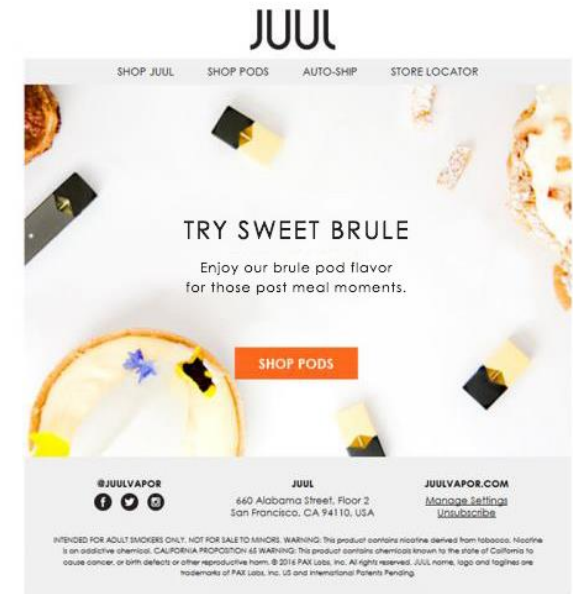 JUUL
SHOP JUUL SHOP PODS AUTO-SHIP STORE LOCATOR
TRY SWEET BRULE
Enjoy our brule pod flavor
for those post meal moments.
SHOP PODS
@JUULVAPOR JUUL JUULVAPOR.COM
660 Alabama Street, Floor 2 Manage Settings
San Francisco, CA 94110, USA Unsubscribe
INTENDED FOR ADULT SMOKERS ONLY. NOT FOR SALE TO MINORS. WARNING: This product contains nicotine derived from tobacco. Nicotine
is an addictive chemical. CALIFORNIA PROPOSITION 65 WARNING: This product contains chemicals known to the state of California to
cause cancer, or birth defects or other reproductive harm. © 2016 PAX Labs, Inc. All rights reserved. JUUL name, logo and taglines are
trademarks of PAX Labs, Inc. US and International Patents Pending.